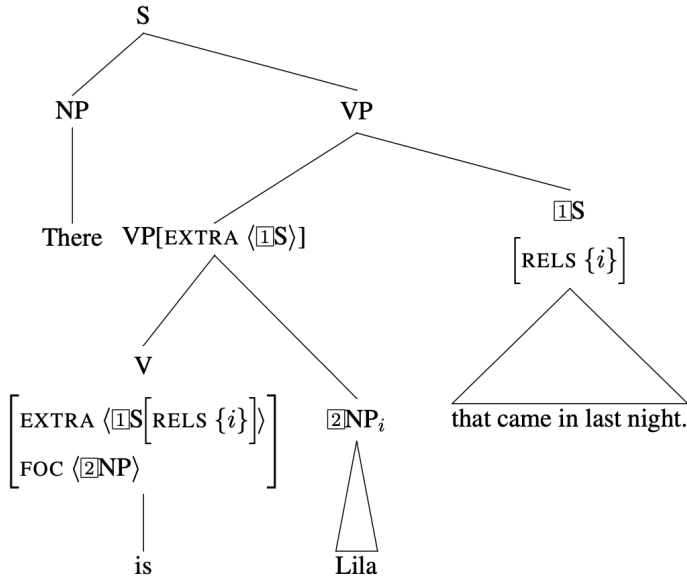 S
NP VP
There VP[EXTRA ⟨1S⟩] 1S
[RELS {i}]
V
[EXTRA ⟨1S[RELS {i}]⟩ 2NPi that came in last night.
FOC ⟨2NP⟩]
is Lila